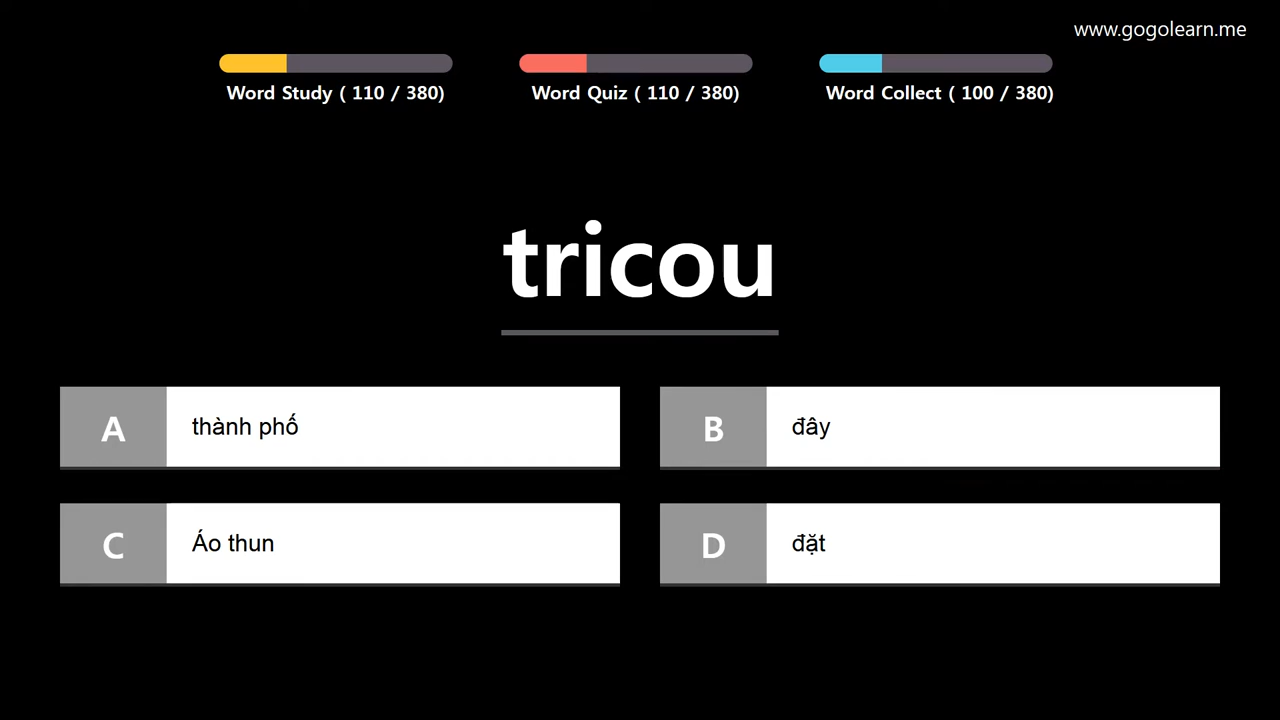 www.gogolearn.me
Word Study ( 110 / 380)
Word Quiz ( 110 / 380)
Word Collect ( 100 / 380)
tricou
A thành phố
B đây
C Áo thun
D đặt